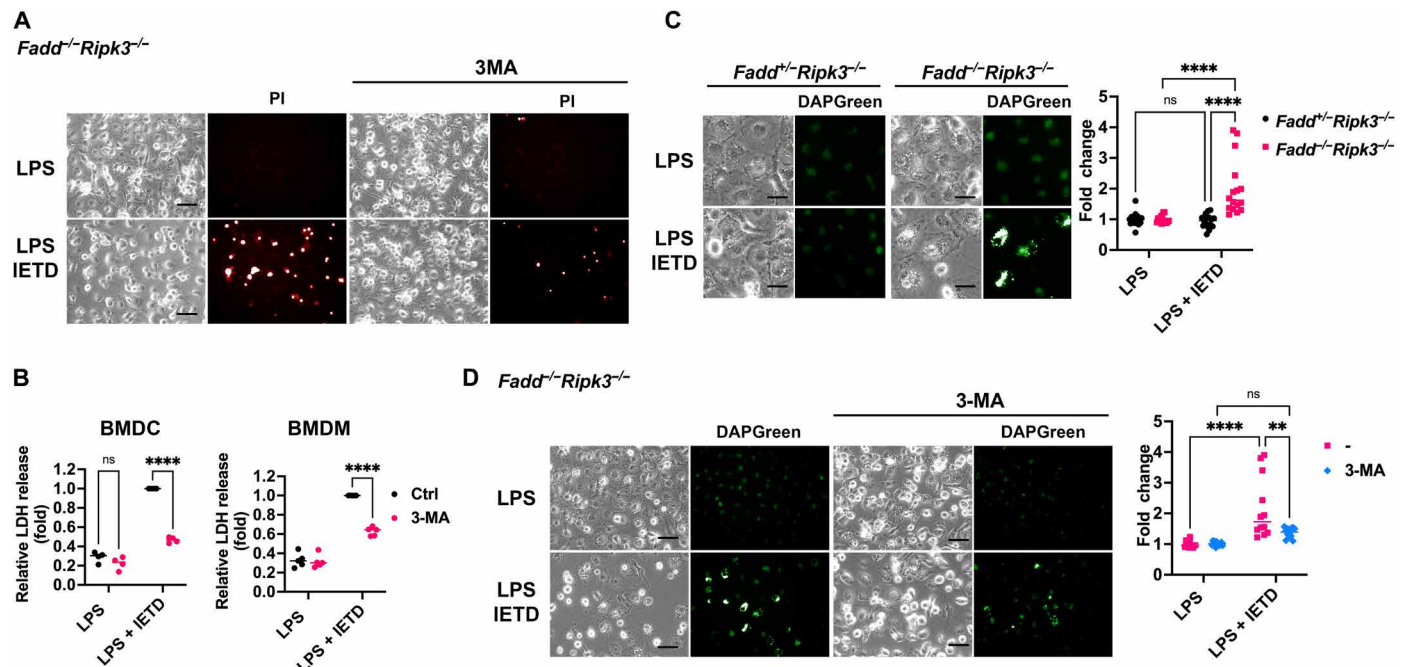 A
Fadd–/–Ripk3–/–
3MA
PI
PI
LPS
LPS
IETD
B
BMDC
Relative LDH release
(fold)
1.2
1.0
0.8
0.6
0.4
0.2
0.0
ns
****
LPS
LPS + IETD
BMDM
Relative LDH release
(fold)
1.2
1.0
0.8
0.6
0.4
0.2
0.0
****
LPS
LPS + IETD
Ctrl
3-MA
C
Fadd+/–Ripk3–/–
Fadd–/–Ripk3–/–
DAPGreen
DAPGreen
LPS
LPS
IETD
Fold change
5
4
3
2
1
0
****
ns
****
LPS
LPS + IETD
Fadd+/–Ripk3–/–
Fadd–/–Ripk3–/–
D
Fadd–/–Ripk3–/–
3-MA
DAPGreen
DAPGreen
LPS
LPS
IETD
Fold change
5
4
3
2
1
0
ns
****
**
LPS
LPS + IETD
-
3-MA